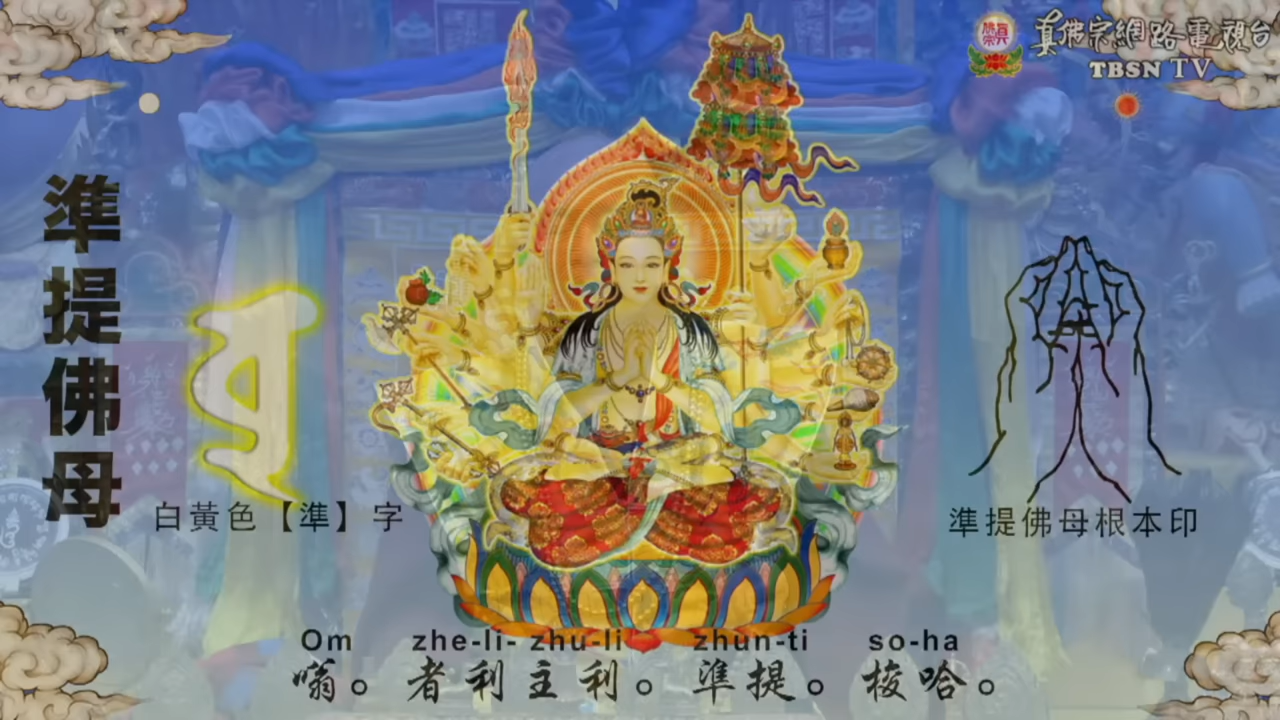 真佛宗網路電視台
TBSN TV
準提佛母
白黃色【準】字
準提佛母根本印
Om zhe-li- zhu-li zhun-ti so-ha
嗡。者利主利。準提。梭哈。